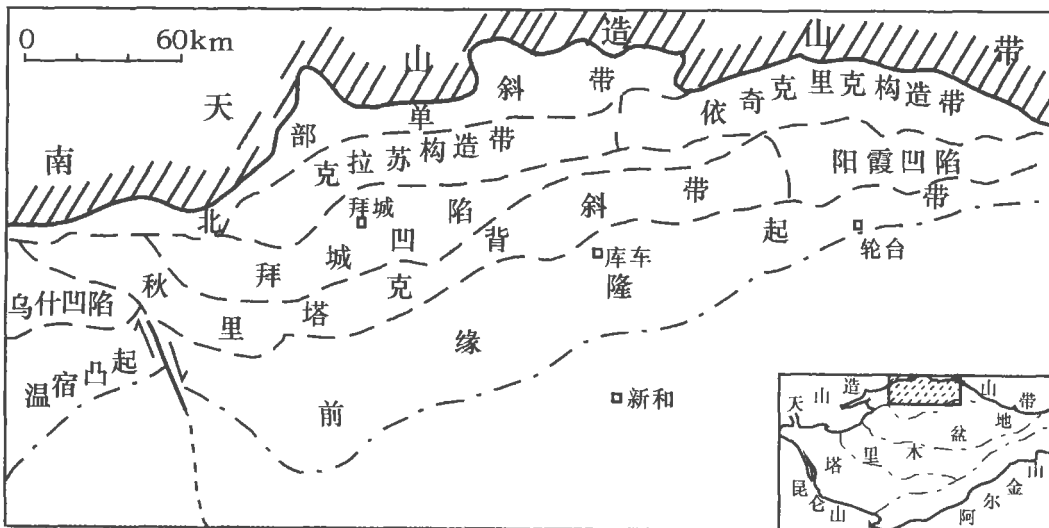 0 60km
南天山造山带
北部单斜带
克拉苏构造带
依奇克里克构造带
阳霞凹陷
拜城
拜城凹陷
秋里塔克背斜带
乌什凹陷
温宿凸起
前缘隆起带
库车
轮台
新和
天山造山带
塔里木盆地
昆仑山
阿尔金山